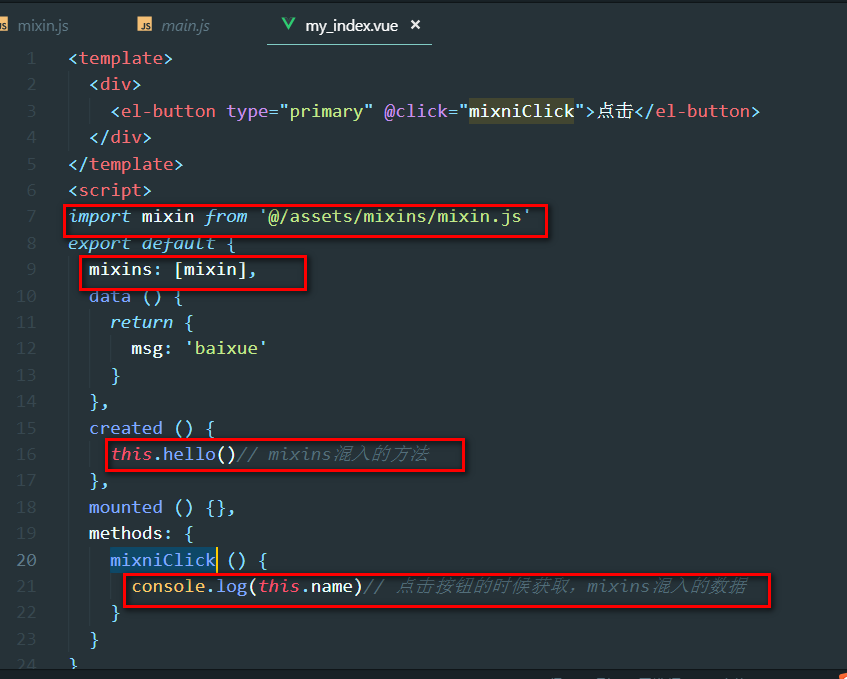 JS mixin.js JS main.js my_index.vue ×
1 <template>
2 <div>
3 <el-button type="primary" @click="mixniClick">点击</el-button>
4 </div>
5 </template>
6 <script>
7 import mixin from '@/assets/mixins/mixin.js'
8 export default {
9 mixins: [mixin],
10 data () {
11 return {
12 msg: 'baixue'
13 }
14 },
15 created () {
16 this.hello()// mixins混入的方法
17 },
18 mounted () {},
19 methods: {
20 mixniClick () {
21 console.log(this.name)// 点击按钮的时候获取，mixins混入的数据
22 }
23 }
24 }